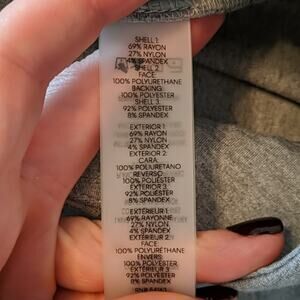 SHELL 1:
69% RAYON
27% NYLON
4% SPANDEX
SHELL 2:
FACE:
100% POLYURETHANE
BACKING:
100% POLYESTER
SHELL 3:
92% POLYESTER
8% SPANDEX
EXTERIOR 1:
69% RAYON
27% NYLON
4% SPANDEX
EXTERIOR 2:
CARA:
100% POLIURETANO
REVERSO:
100% POLIÉSTER
EXTERIOR 3:
92% POLIÉSTER
8% SPANDEX
EXTÉRIEUR 1:
69% RAYONNE
27% NYLON
4% SPANDEX
EXTÉRIEUR 2:
FACE:
100% POLYURÉTHANE
ENVERS:
100% POLYESTER
EXTÉRIEUR 3:
92% POLYESTER
8% SPANDEX